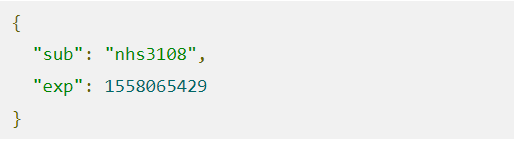 {
"sub": "nhs3108",
"exp": 1558065429
}